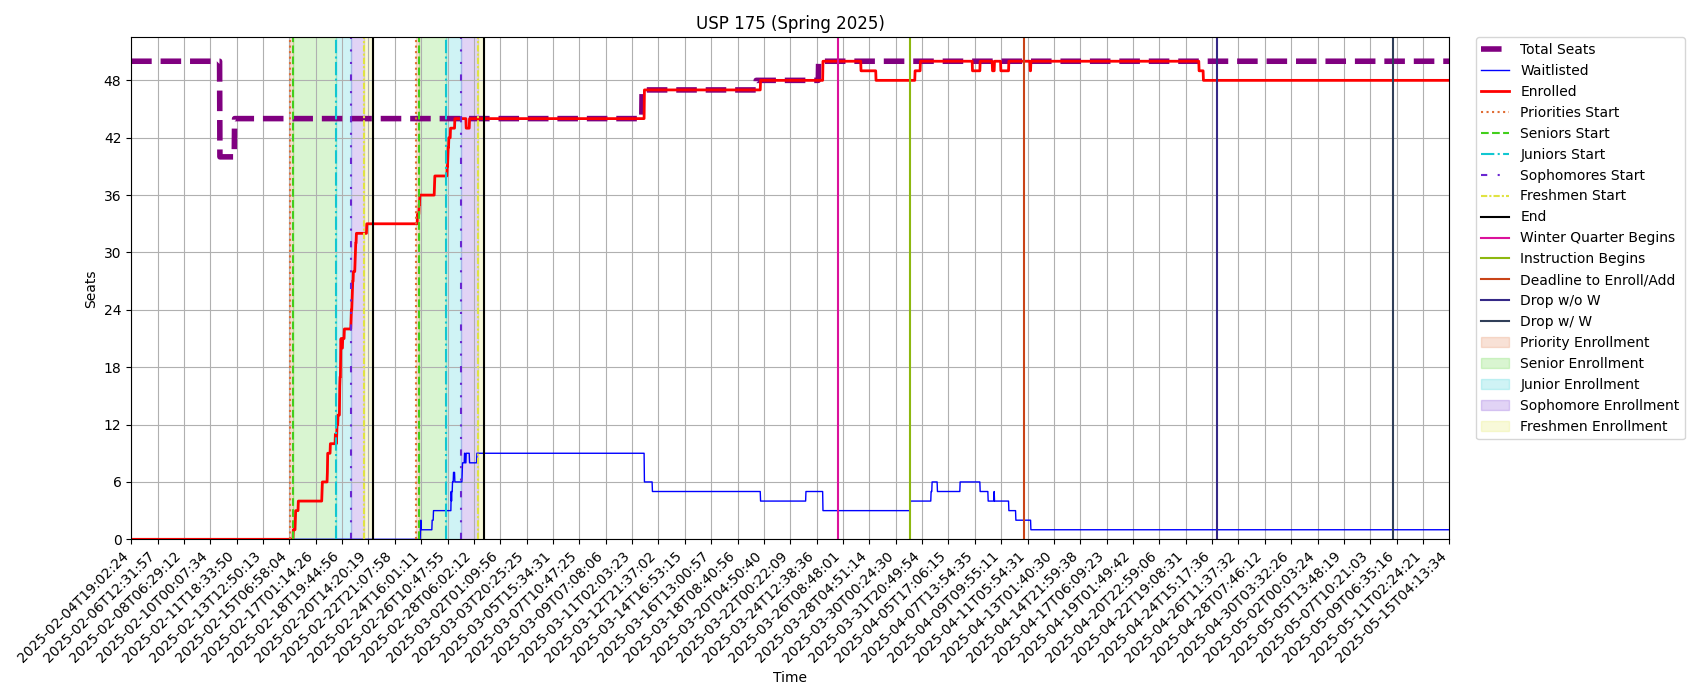 USP 175 (Spring 2025)
Seats
48
42
36
30
24
18
12
6
0
2025-02-04T19:02:24
2025-02-06T12:31:57
2025-02-08T06:29:12
2025-02-10T00:07:34
2025-02-11T18:33:50
2025-02-13T12:50:13
2025-02-15T06:58:04
2025-02-17T01:14:26
2025-02-18T19:44:56
2025-02-20T14:20:19
2025-02-22T21:07:58
2025-02-24T16:01:11
2025-02-26T10:47:55
2025-02-28T06:02:12
2025-03-02T01:09:56
2025-03-03T20:25:25
2025-03-05T15:34:31
2025-03-07T10:47:25
2025-03-09T07:08:06
2025-03-11T02:03:23
2025-03-12T21:37:02
2025-03-14T16:53:15
2025-03-16T13:00:57
2025-03-18T08:40:56
2025-03-20T04:50:40
2025-03-22T00:22:09
2025-03-24T12:38:36
2025-03-26T08:48:01
2025-03-28T04:51:14
2025-03-30T00:24:30
2025-03-31T20:49:54
2025-04-05T17:06:15
2025-04-07T13:54:35
2025-04-09T09:55:11
2025-04-11T05:54:31
2025-04-13T01:40:30
2025-04-14T21:59:38
2025-04-17T06:09:23
2025-04-19T01:49:42
2025-04-20T22:59:06
2025-04-22T19:08:31
2025-04-24T15:17:36
2025-04-26T11:37:32
2025-04-28T07:46:12
2025-04-30T03:32:26
2025-05-02T00:03:24
2025-05-05T13:48:19
2025-05-07T10:21:03
2025-05-09T06:35:16
2025-05-11T02:24:21
2025-05-15T04:13:34
Time
Total Seats
Waitlisted
Enrolled
Priorities Start
Seniors Start
Juniors Start
Sophomores Start
Freshmen Start
End
Winter Quarter Begins
Instruction Begins
Deadline to Enroll/Add
Drop w/o W
Drop w/ W
Priority Enrollment
Senior Enrollment
Junior Enrollment
Sophomore Enrollment
Freshmen Enrollment